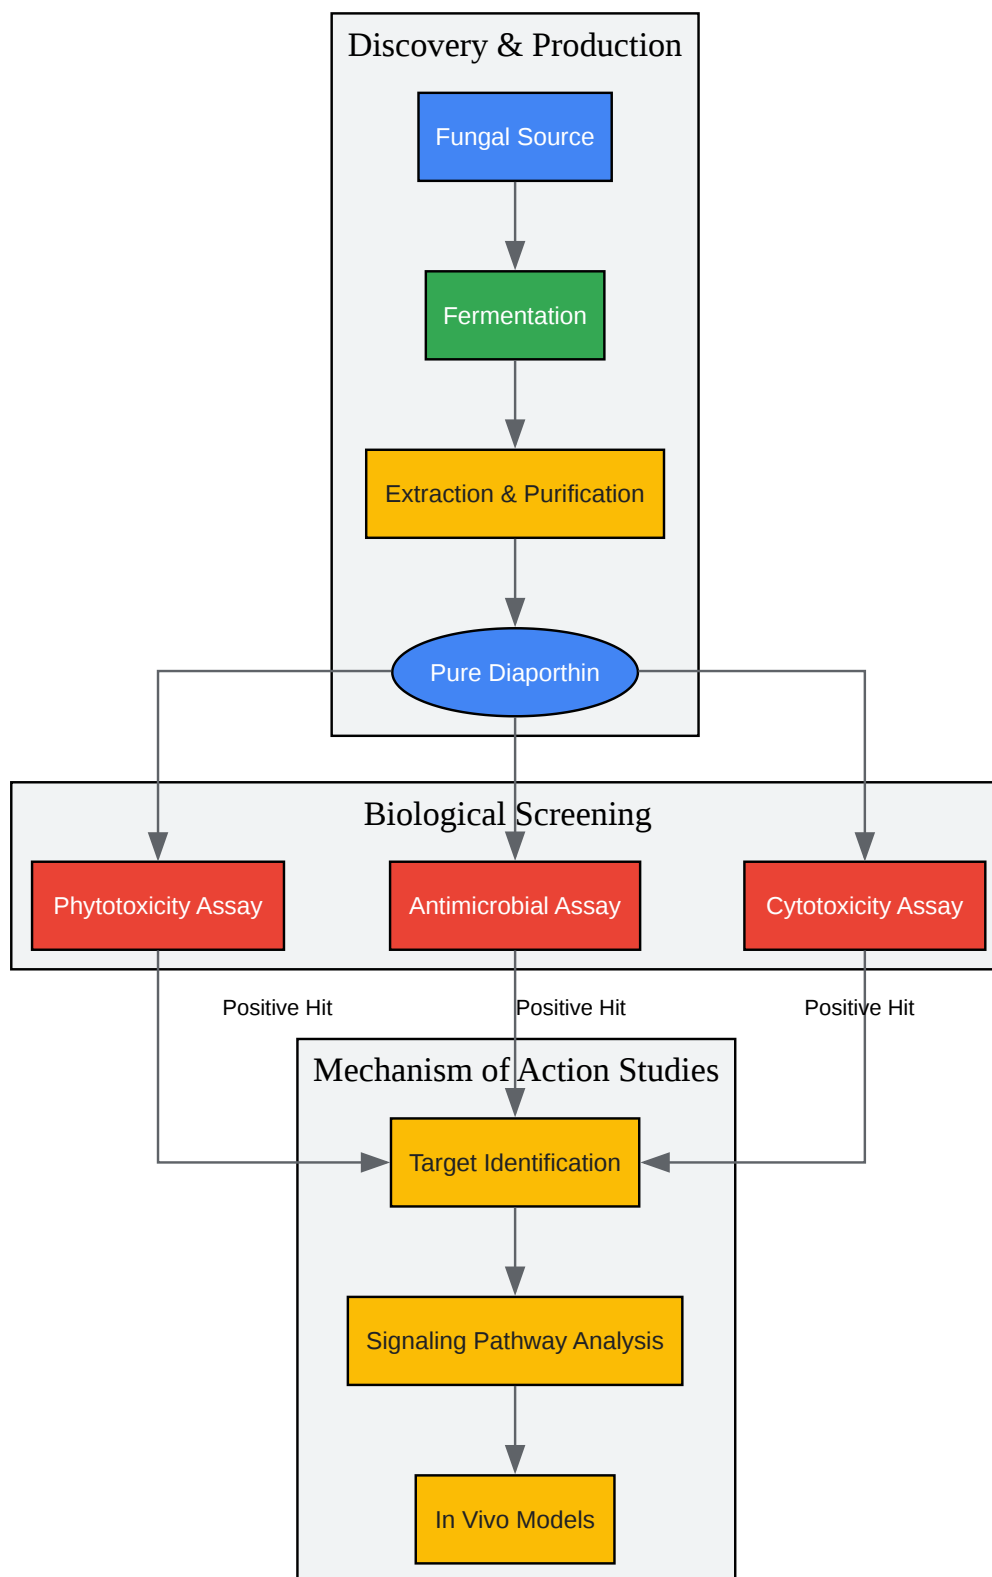 Discovery & Production
Fungal Source
Fermentation
Extraction & Purification
Pure Diaporthin
Biological Screening
Phytotoxicity Assay
Antimicrobial Assay
Cytotoxicity Assay
Positive Hit
Positive Hit
Positive Hit
Mechanism of Action Studies
Target Identification
Signaling Pathway Analysis
In Vivo Models